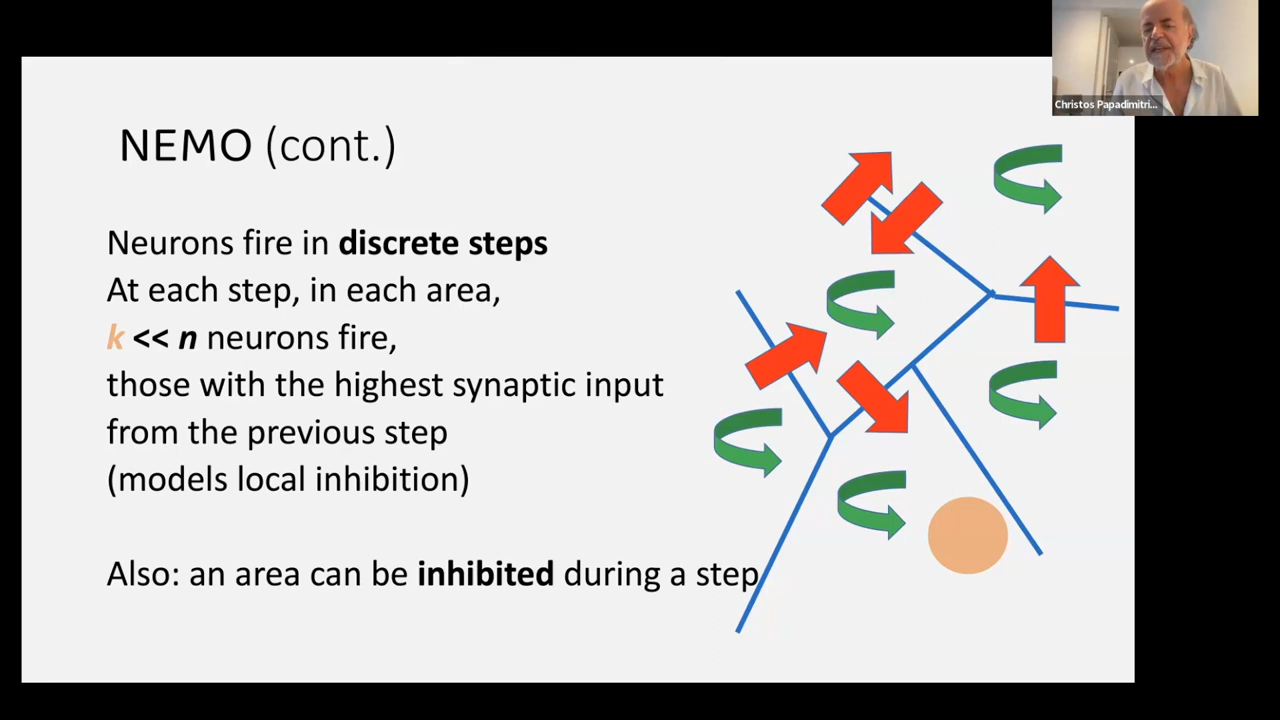 Christos Papadimitri...
NEMO (cont.)
Neurons fire in discrete steps
At each step, in each area,
k << n neurons fire,
those with the highest synaptic input
from the previous step
(models local inhibition)
Also: an area can be inhibited during a step